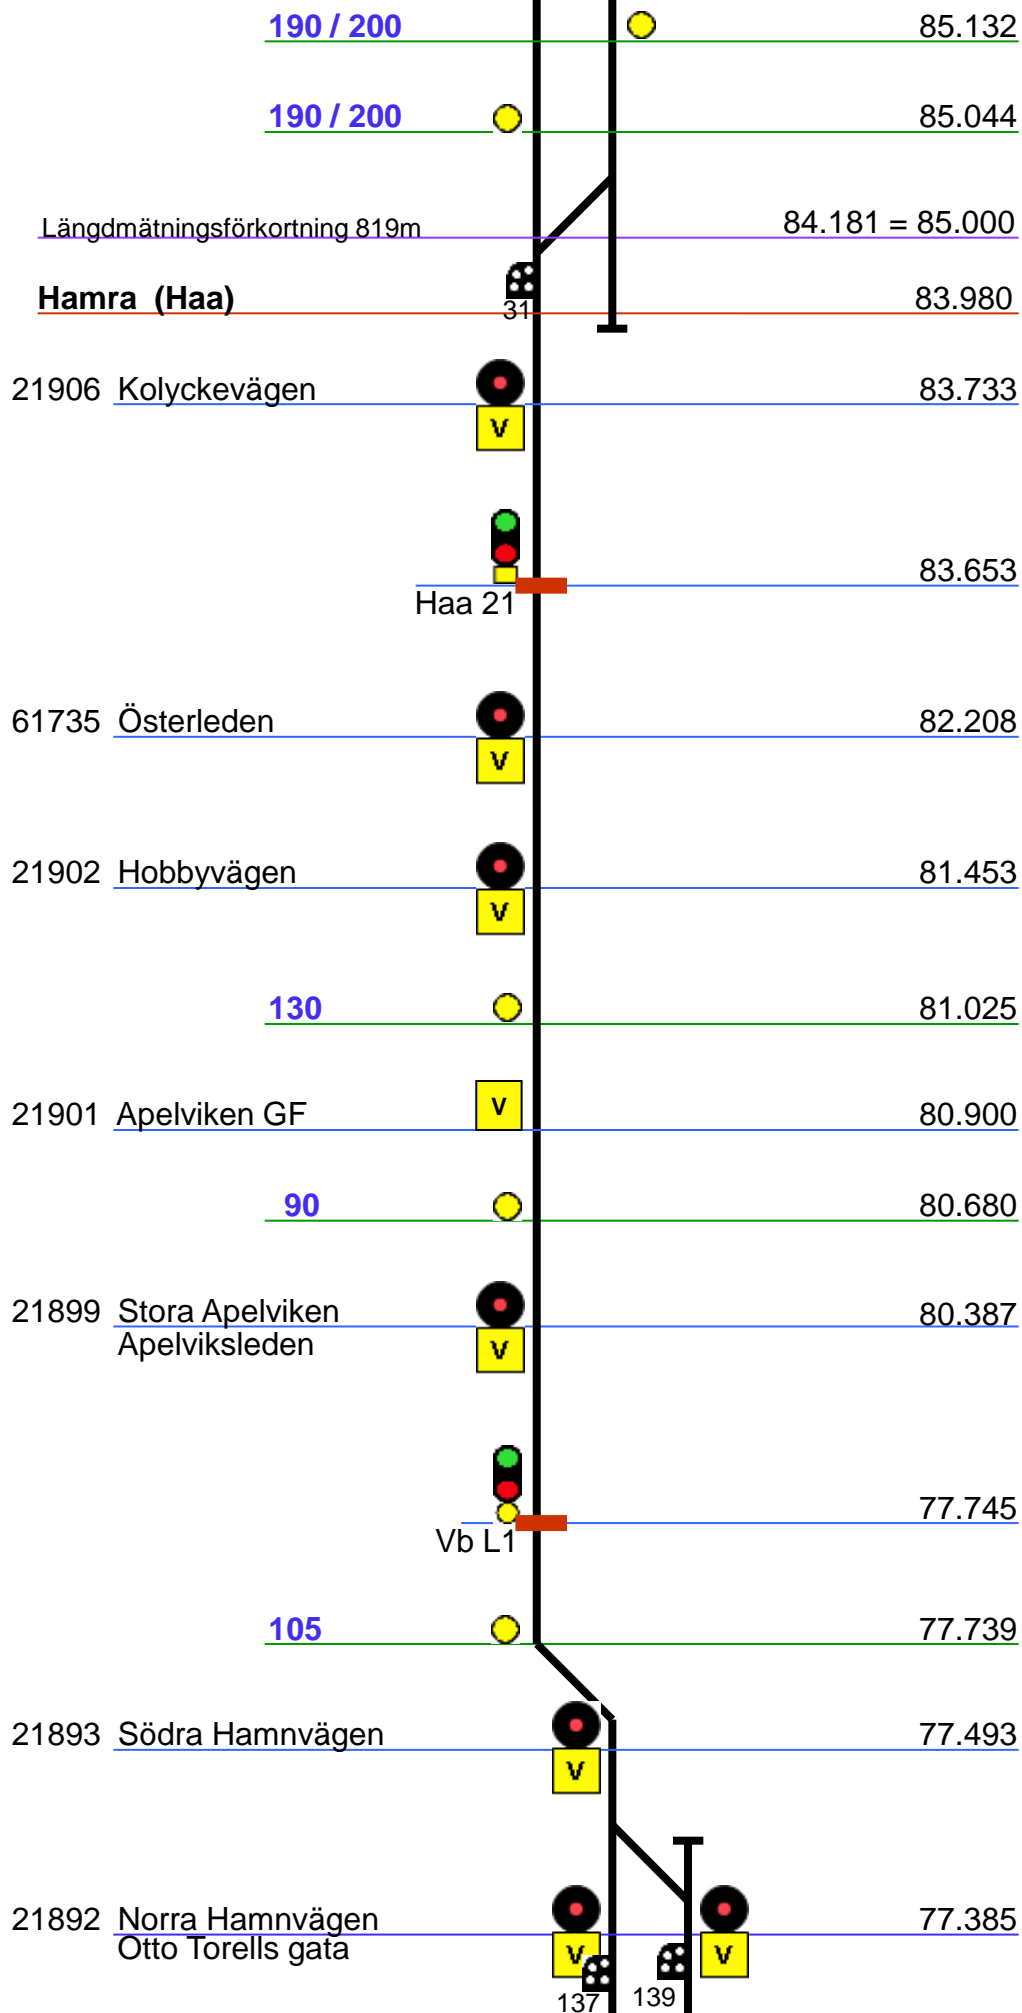 190 / 200 85.132
190 / 200 85.044
Längdmätningsförkortning 819m 84.181 = 85.000
Hamra (Haa) 83.980
31
21906 Kolyckevägen 83.733
V
83.653
Haa 21
61735 Österleden 82.208
V
21902 Hobbyvägen 81.453
V
130 81.025
21901 Apelviken GF V 80.900
90 80.680
21899 Stora Apelviken 80.387
Apelviksleden V
77.745
Vb L1
105 77.739
21893 Södra Hamnvägen 77.493
V
21892 Norra Hamnvägen 77.385
Otto Torells gata V V
137 139